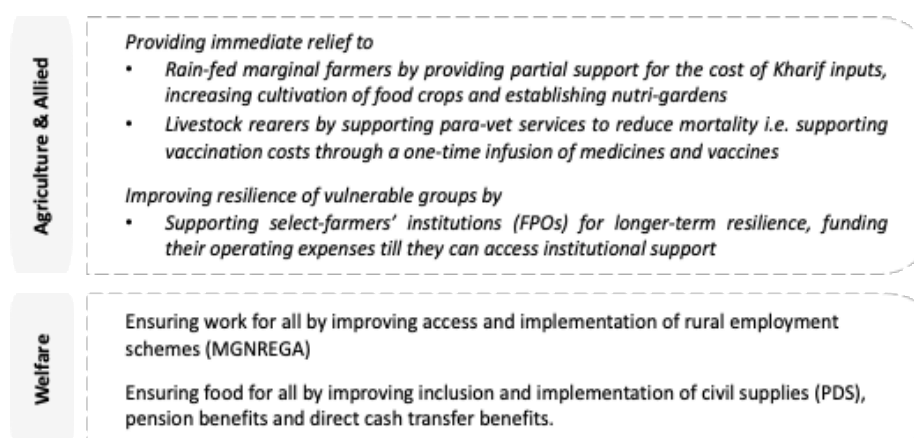 Agriculture & Allied
Providing immediate relief to
• Rain-fed marginal farmers by providing partial support for the cost of Kharif inputs,
increasing cultivation of food crops and establishing nutri-gardens
• Livestock rearers by supporting para-vet services to reduce mortality i.e. supporting
vaccination costs through a one-time infusion of medicines and vaccines
Improving resilience of vulnerable groups by
• Supporting select-farmers’ institutions (FPOs) for longer-term resilience, funding
their operating expenses till they can access institutional support
Welfare
Ensuring work for all by improving access and implementation of rural employment
schemes (MGNREGA)
Ensuring food for all by improving inclusion and implementation of civil supplies (PDS),
pension benefits and direct cash transfer benefits.